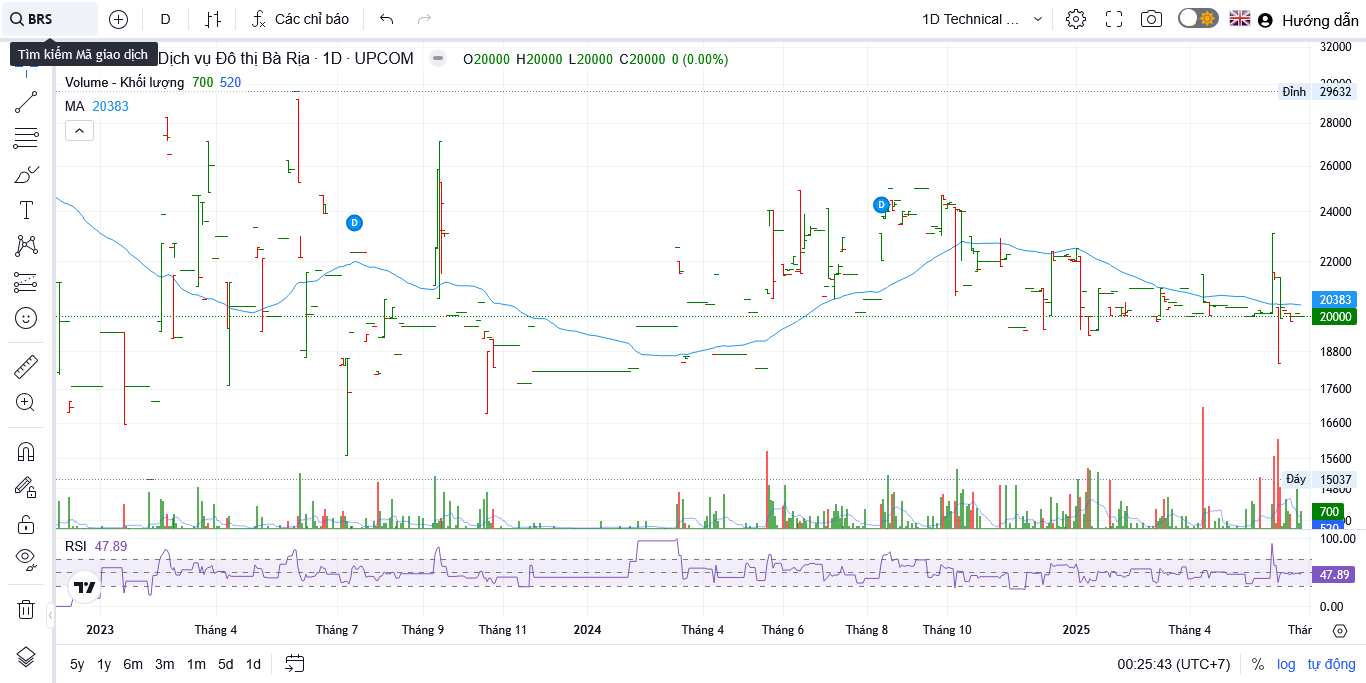 BRS
D
Các chỉ báo
1D Technical ...
Hướng dẫn
Tìm kiếm Mã giao dịch
Dịch vụ Đô thị Bà Rịa · 1D · UPCOM
O20000 H20000 L20000 C20000 0 (0.00%)
Volume - Khối lượng 700 520
MA 20383
32000
Đỉnh 29632
28000
26000
24000
22000
20383
20000
18800
17600
16600
15600
Đáy 15037
700
520
D
D
RSI 47.89
100.00
47.89
0.00
2023 Tháng 4 Tháng 7 Tháng 9 Tháng 11 2024 Tháng 4 Tháng 6 Tháng 8 Tháng 10 2025 Tháng 4 Thár
5y 1y 6m 3m 1m 5d 1d
00:25:43 (UTC+7) % log tự động